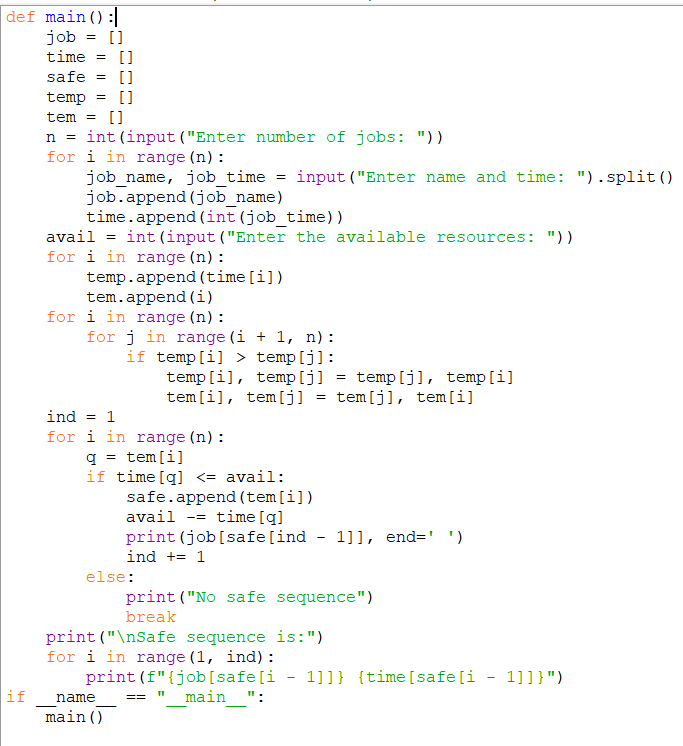 def main():
    job = []
    time = []
    safe = []
    temp = []
    tem = []
    n = int(input("Enter number of jobs: "))
    for i in range(n):
        job_name, job_time = input("Enter name and time: ").split()
        job.append(job_name)
        time.append(int(job_time))
    avail = int(input("Enter the available resources: "))
    for i in range(n):
        temp.append(time[i])
        tem.append(i)
    for i in range(n):
        for j in range(i + 1, n):
            if temp[i] > temp[j]:
                temp[i], temp[j] = temp[j], temp[i]
                tem[i], tem[j] = tem[j], tem[i]
    ind = 1
    for i in range(n):
        q = tem[i]
        if time[q] <= avail:
            safe.append(tem[i])
            avail -= time[q]
            print(job[safe[ind - 1]], end=' ')
            ind += 1
        else:
            print("No safe sequence")
            break
    print("\nSafe sequence is:")
    for i in range(1, ind):
        print(f"{job[safe[i - 1]]} {time[safe[i - 1]]}")
if __name__ == "__main__":
    main()